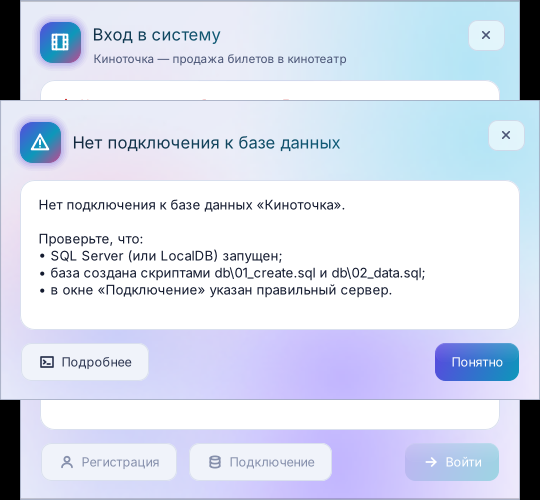 Вход в систему
Киноточка — продажа билетов в кинотеатр
Нет подключения к базе данных
Нет подключения к базе данных «Киноточка».
Проверьте, что:
• SQL Server (или LocalDB) запущен;
• база создана скриптами db\01_create.sql и db\02_data.sql;
• в окне «Подключение» указан правильный сервер.
Подробнее
Понятно
Регистрация
Подключение
Войти